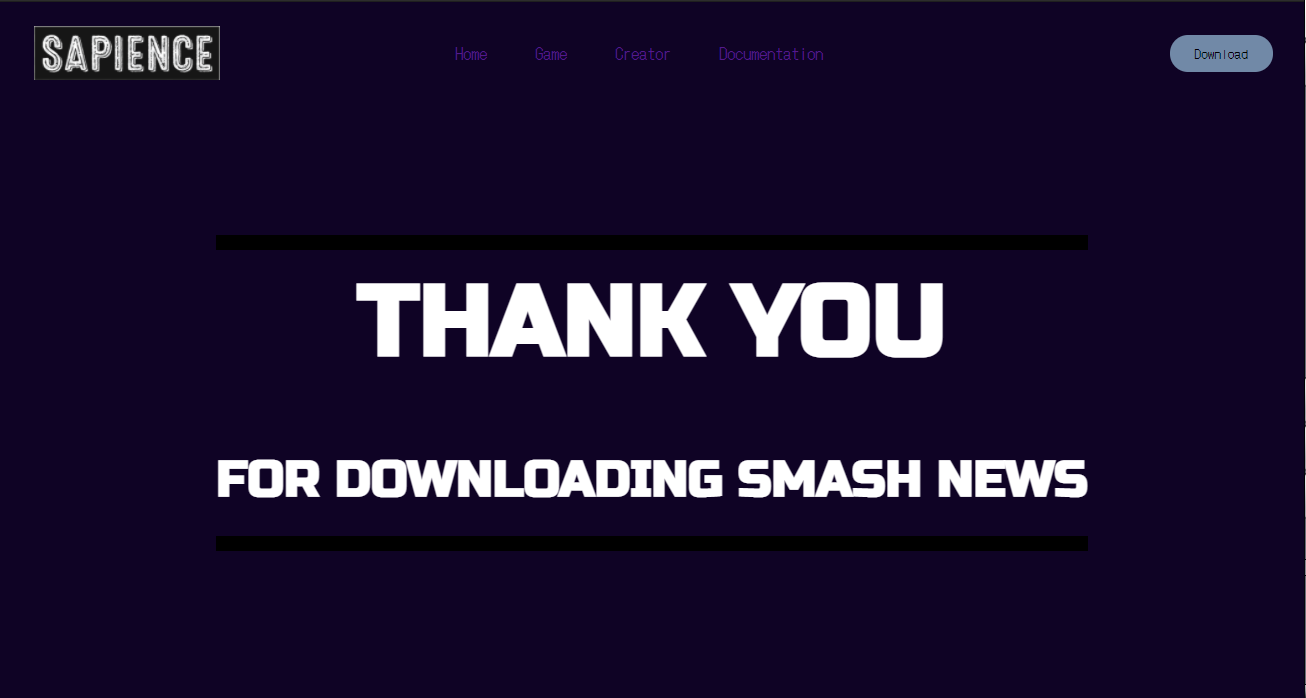 SAPIENCE
Home Game Creator Documentation
Download
THANK YOU
FOR DOWNLOADING SMASH NEWS